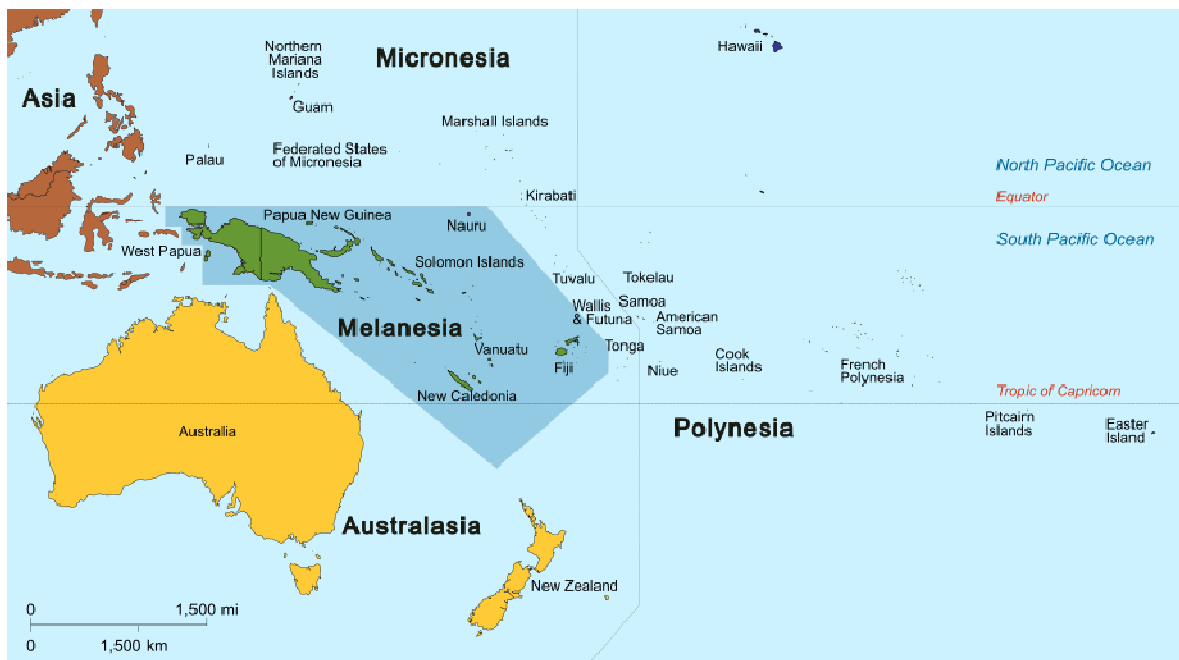 Northern
Mariana
Islands
Micronesia
Hawaii
Asia
Guam
Marshall Islands
Federated States
of Micronesia
Palau
North Pacific Ocean
Kirabati
Equator
Papua New Guinea
Nauru
West Papua
South Pacific Ocean
Solomon Islands
Tuvalu
Tokelau
Wallis
& Futuna
Samoa
American
Samoa
Melanesia
Vanuatu
Fiji
Tonga
Niue
Cook
Islands
French
Polynesia
New Caledonia
Tropic of Capricorn
Pitcairn
Islands
Easter
Island
Australia
Polynesia
Australasia
New Zealand
0
1,500 mi
0
1,500 km